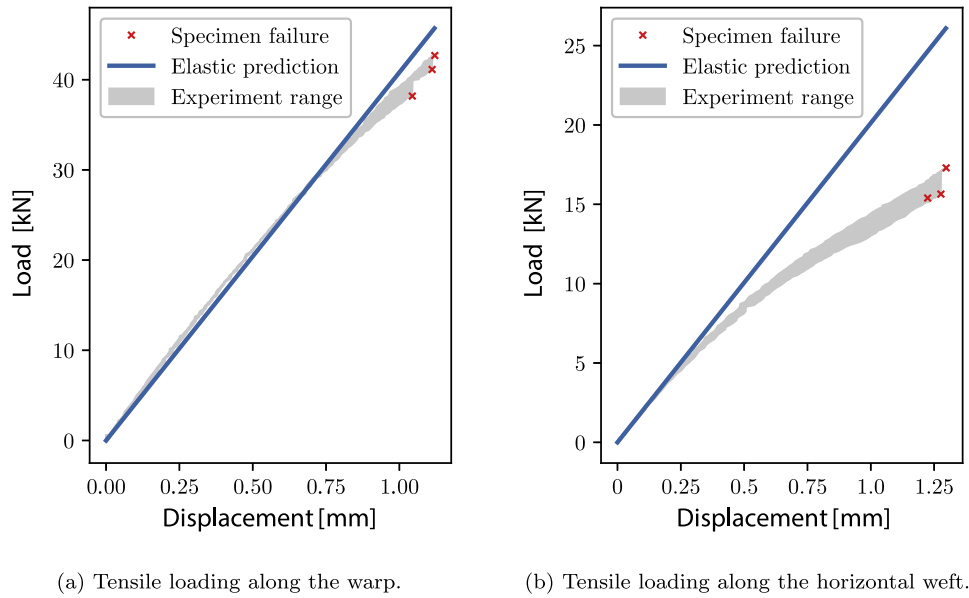 Specimen failure
Elastic prediction
Experiment range
40
30
20
10
0
Load [kN]
0.00 0.25 0.50 0.75 1.00
Displacement [mm]
(a) Tensile loading along the warp.
Specimen failure
Elastic prediction
Experiment range
25
20
15
10
5
0
Load [kN]
0 0.25 0.5 0.75 1 1.25
Displacement [mm]
(b) Tensile loading along the horizontal weft.